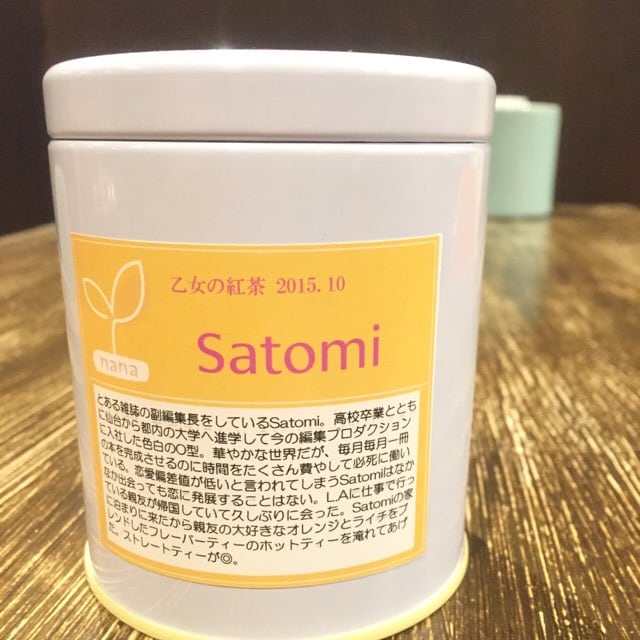 乙女の紅茶 2015.10
Satomi
nana
とある雑誌の副編集長をしているSatomi。高校卒業ととも
に仙台から都内の大学へ進学して今の編集プロダクション
に入社した色白のO型。華やかな世界だが、毎月毎月一冊
の本を完成させるのに時間をたくさん費やして必死に働い
ている。恋愛偏差値が低いと言われてしまうSatomiはなか
なか出会っても恋に発展することはない。LAに仕事で行っ
ている親友が帰国していて久しぶりに会った。Satomiの家
に泊まりに来たから親友の大好きなオレンジとライチをブ
レンドしたフレーバーティーのホットティーを淹れてあげ
た。ストレートティーが◎。